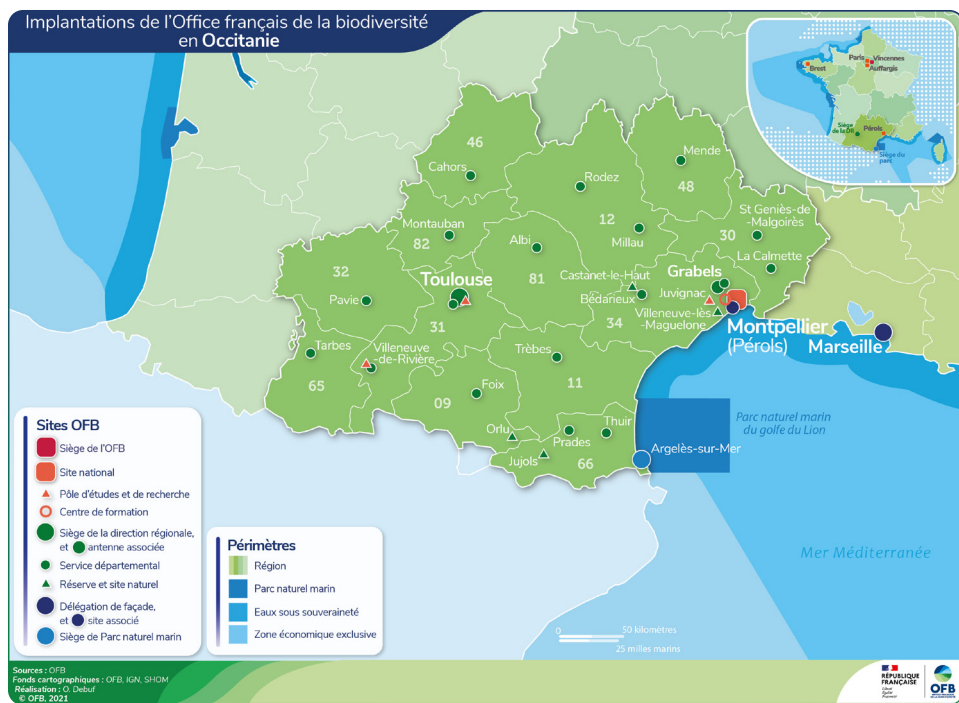 Implantations de l'Office français de la biodiversité
en Occitanie
Paris
Vincennes
Brest
Auffargis
Siège
de la DR
Pérols
Siège du
parc
46
Cahors
Mende
48
Rodez
12
St Geniès-de-
-Malgoirès
30
Montauban
82
Albi
Millau
La Calmette
32
81
Castanet-le-Haut
Grabels
Toulouse
Bédarieux
Juvignac
Pavie
31
34
Villeneuve-lès-
-Maguelone
Montpellier
(Pérols)
Marseille
Tarbes
Villeneuve
-de-Rivière
Trèbes
65
Foix
11
09
Orlu
Prades
Thuir
Jujols
66
Argelès-sur-Mer
Parc naturel marin
du golfe du Lion
Mer Méditerranée
Sites OFB
Siège de l'OFB
Site national
Pôle d'études et de recherche
Centre de formation
Siège de la direction régionale,
et antenne associée
Service départemental
Réserve et site naturel
Délégation de façade,
et site associé
Siège de Parc naturel marin
Périmètres
Région
Parc naturel marin
Eaux sous souveraineté
Zone économique exclusive
0 50 kilomètres
25 milles marins
Sources : OFB
Fonds cartographiques : OFB, IGN, SHOM
Réalisation : O. Debuf
© OFB, 2021
RÉPUBLIQUE
FRANÇAISE
Liberté
Égalité
Fraternité
OFB
OFFICE FRANÇAIS
DE LA BIODIVERSITÉ